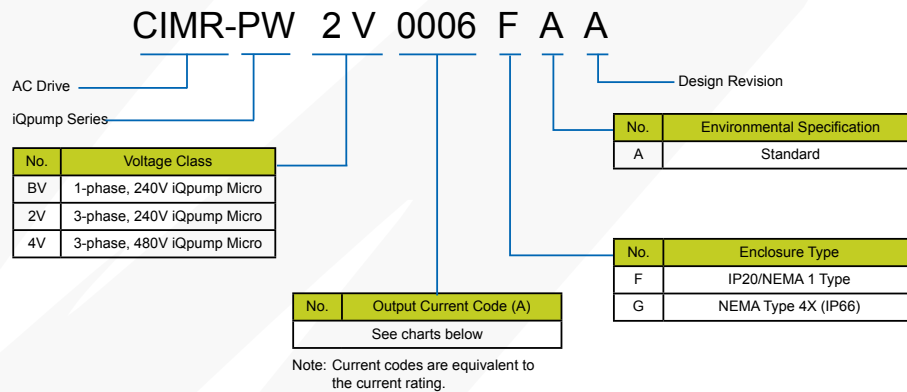 CIMR-PW 2 V 0006 F A A
AC Drive
Design Revision
iQpump Series
No. Environmental Specification
A Standard
No. Voltage Class
BV 1-phase, 240V iQpump Micro
2V 3-phase, 240V iQpump Micro
4V 3-phase, 480V iQpump Micro
No. Enclosure Type
F IP20/NEMA 1 Type
G NEMA Type 4X (IP66)
No. Output Current Code (A)
See charts below
Note: Current codes are equivalent to
the current rating.